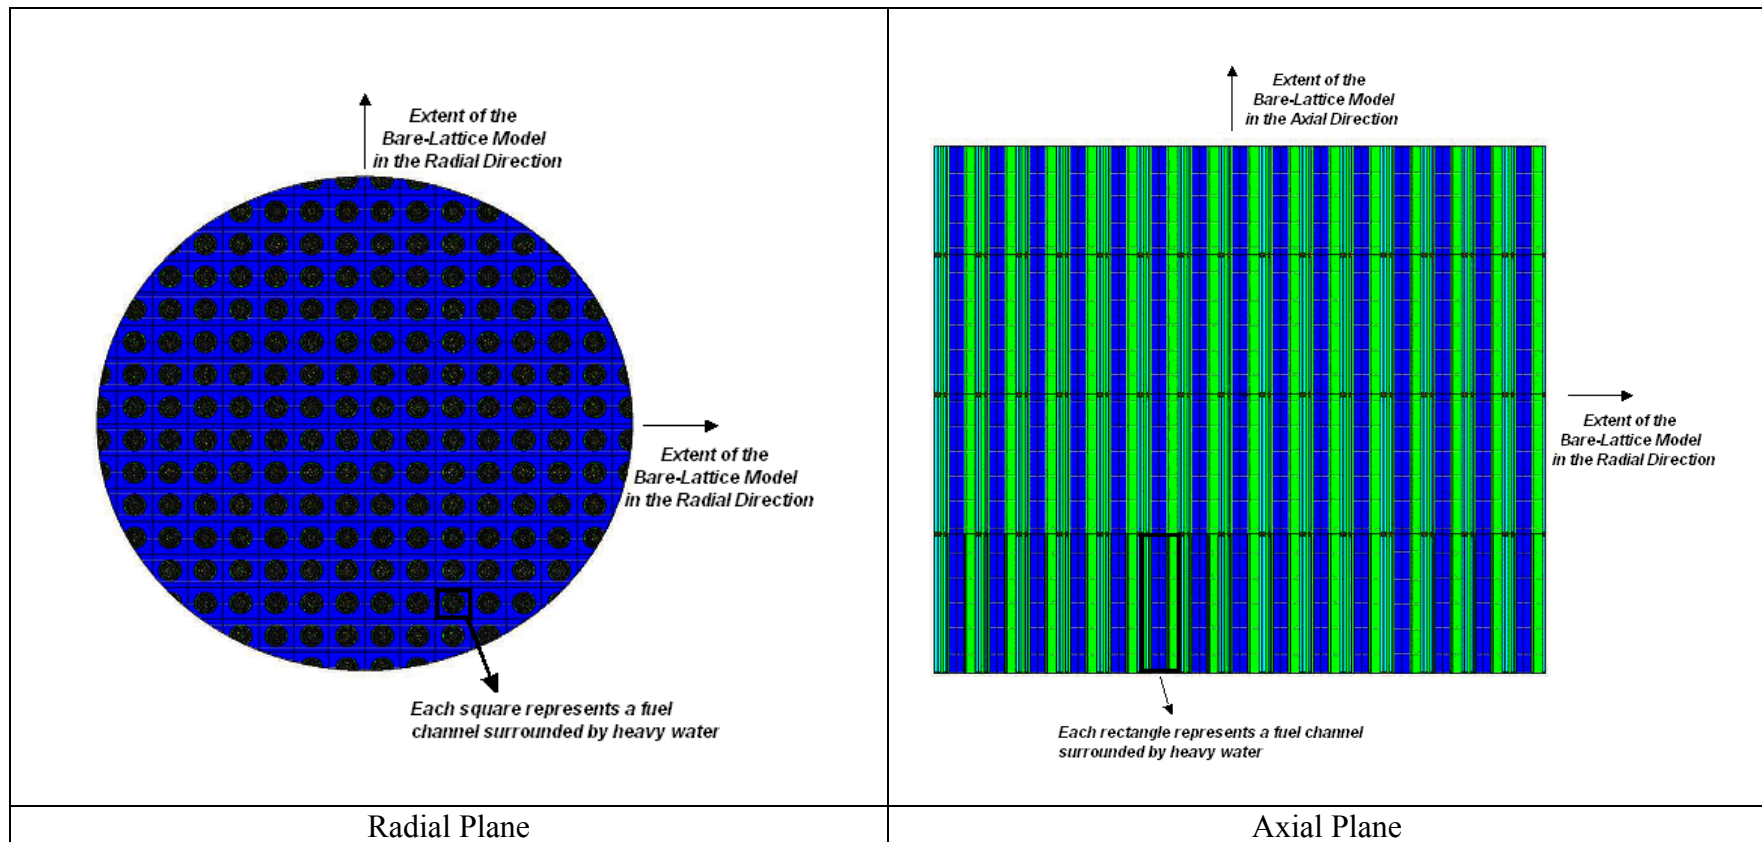 Extent of the
Bare-Lattice Model
in the Radial Direction
Extent of the
Bare-Lattice Model
in the Radial Direction
Each square represents a fuel
channel surrounded by heavy water
Radial Plane
Extent of the
Bare-Lattice Model
in the Axial Direction
Extent of the
Bare-Lattice Model
in the Radial Direction
Each rectangle represents a fuel channel
surrounded by heavy water
Axial Plane